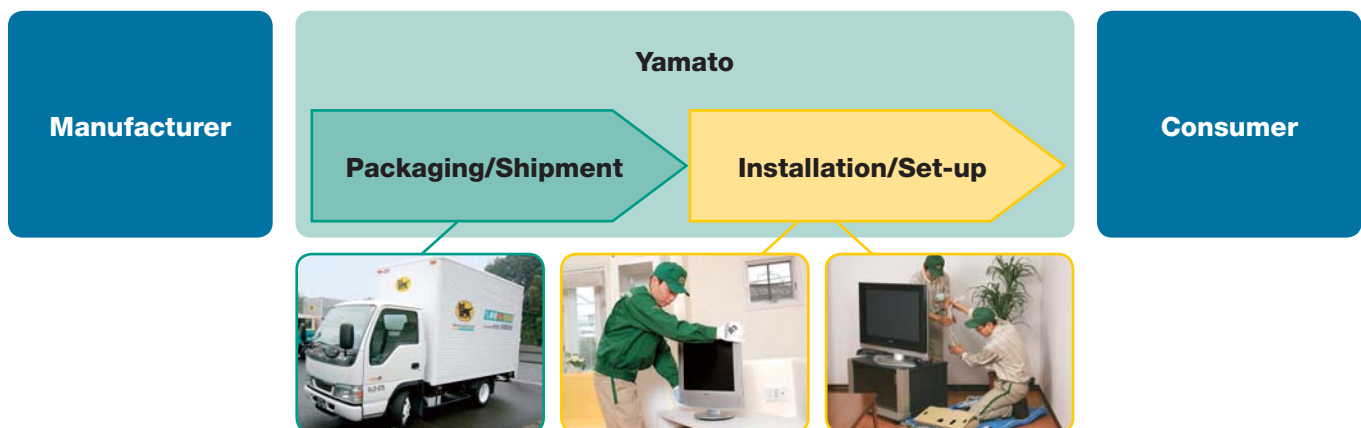 Manufacturer
Yamato
Packaging/Shipment
Installation/Set-up
Consumer